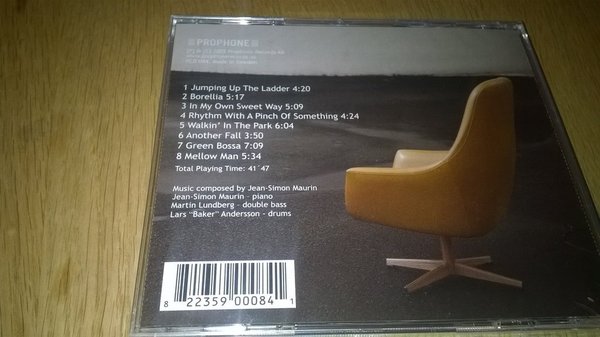 PROPHONE
1 Jumping Up The Ladder 4:20
2 Borellia 5:17
3 In My Own Sweet Way 5:09
4 Rhythm With A Pinch Of Something 4:24
5 Walkin' In The Park 6:04
6 Another Fall 3:50
7 Green Bossa 7:09
8 Mellow Man 5:34
Total Playing Time: 41´47
Music composed by Jean-Simon Maurin
Jean-Simon Maurin – piano
Martin Lundberg – double bass
Lars "Baker" Andersson - drums
8 22359 00084 1